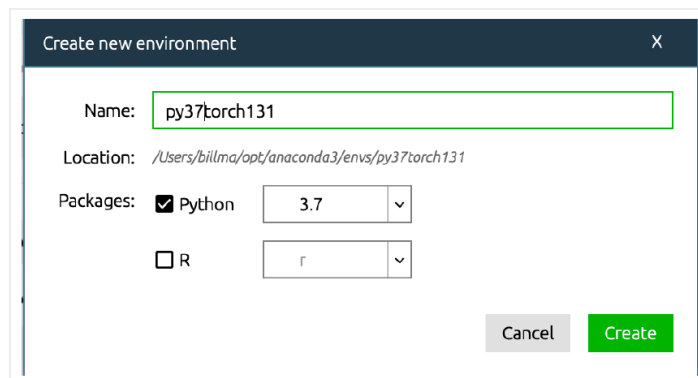 Create new environment X
Name: py37torch131
Location: /Users/billma/opt/anaconda3/envs/py37torch131
Packages: Python 3.7
R r
Cancel Create